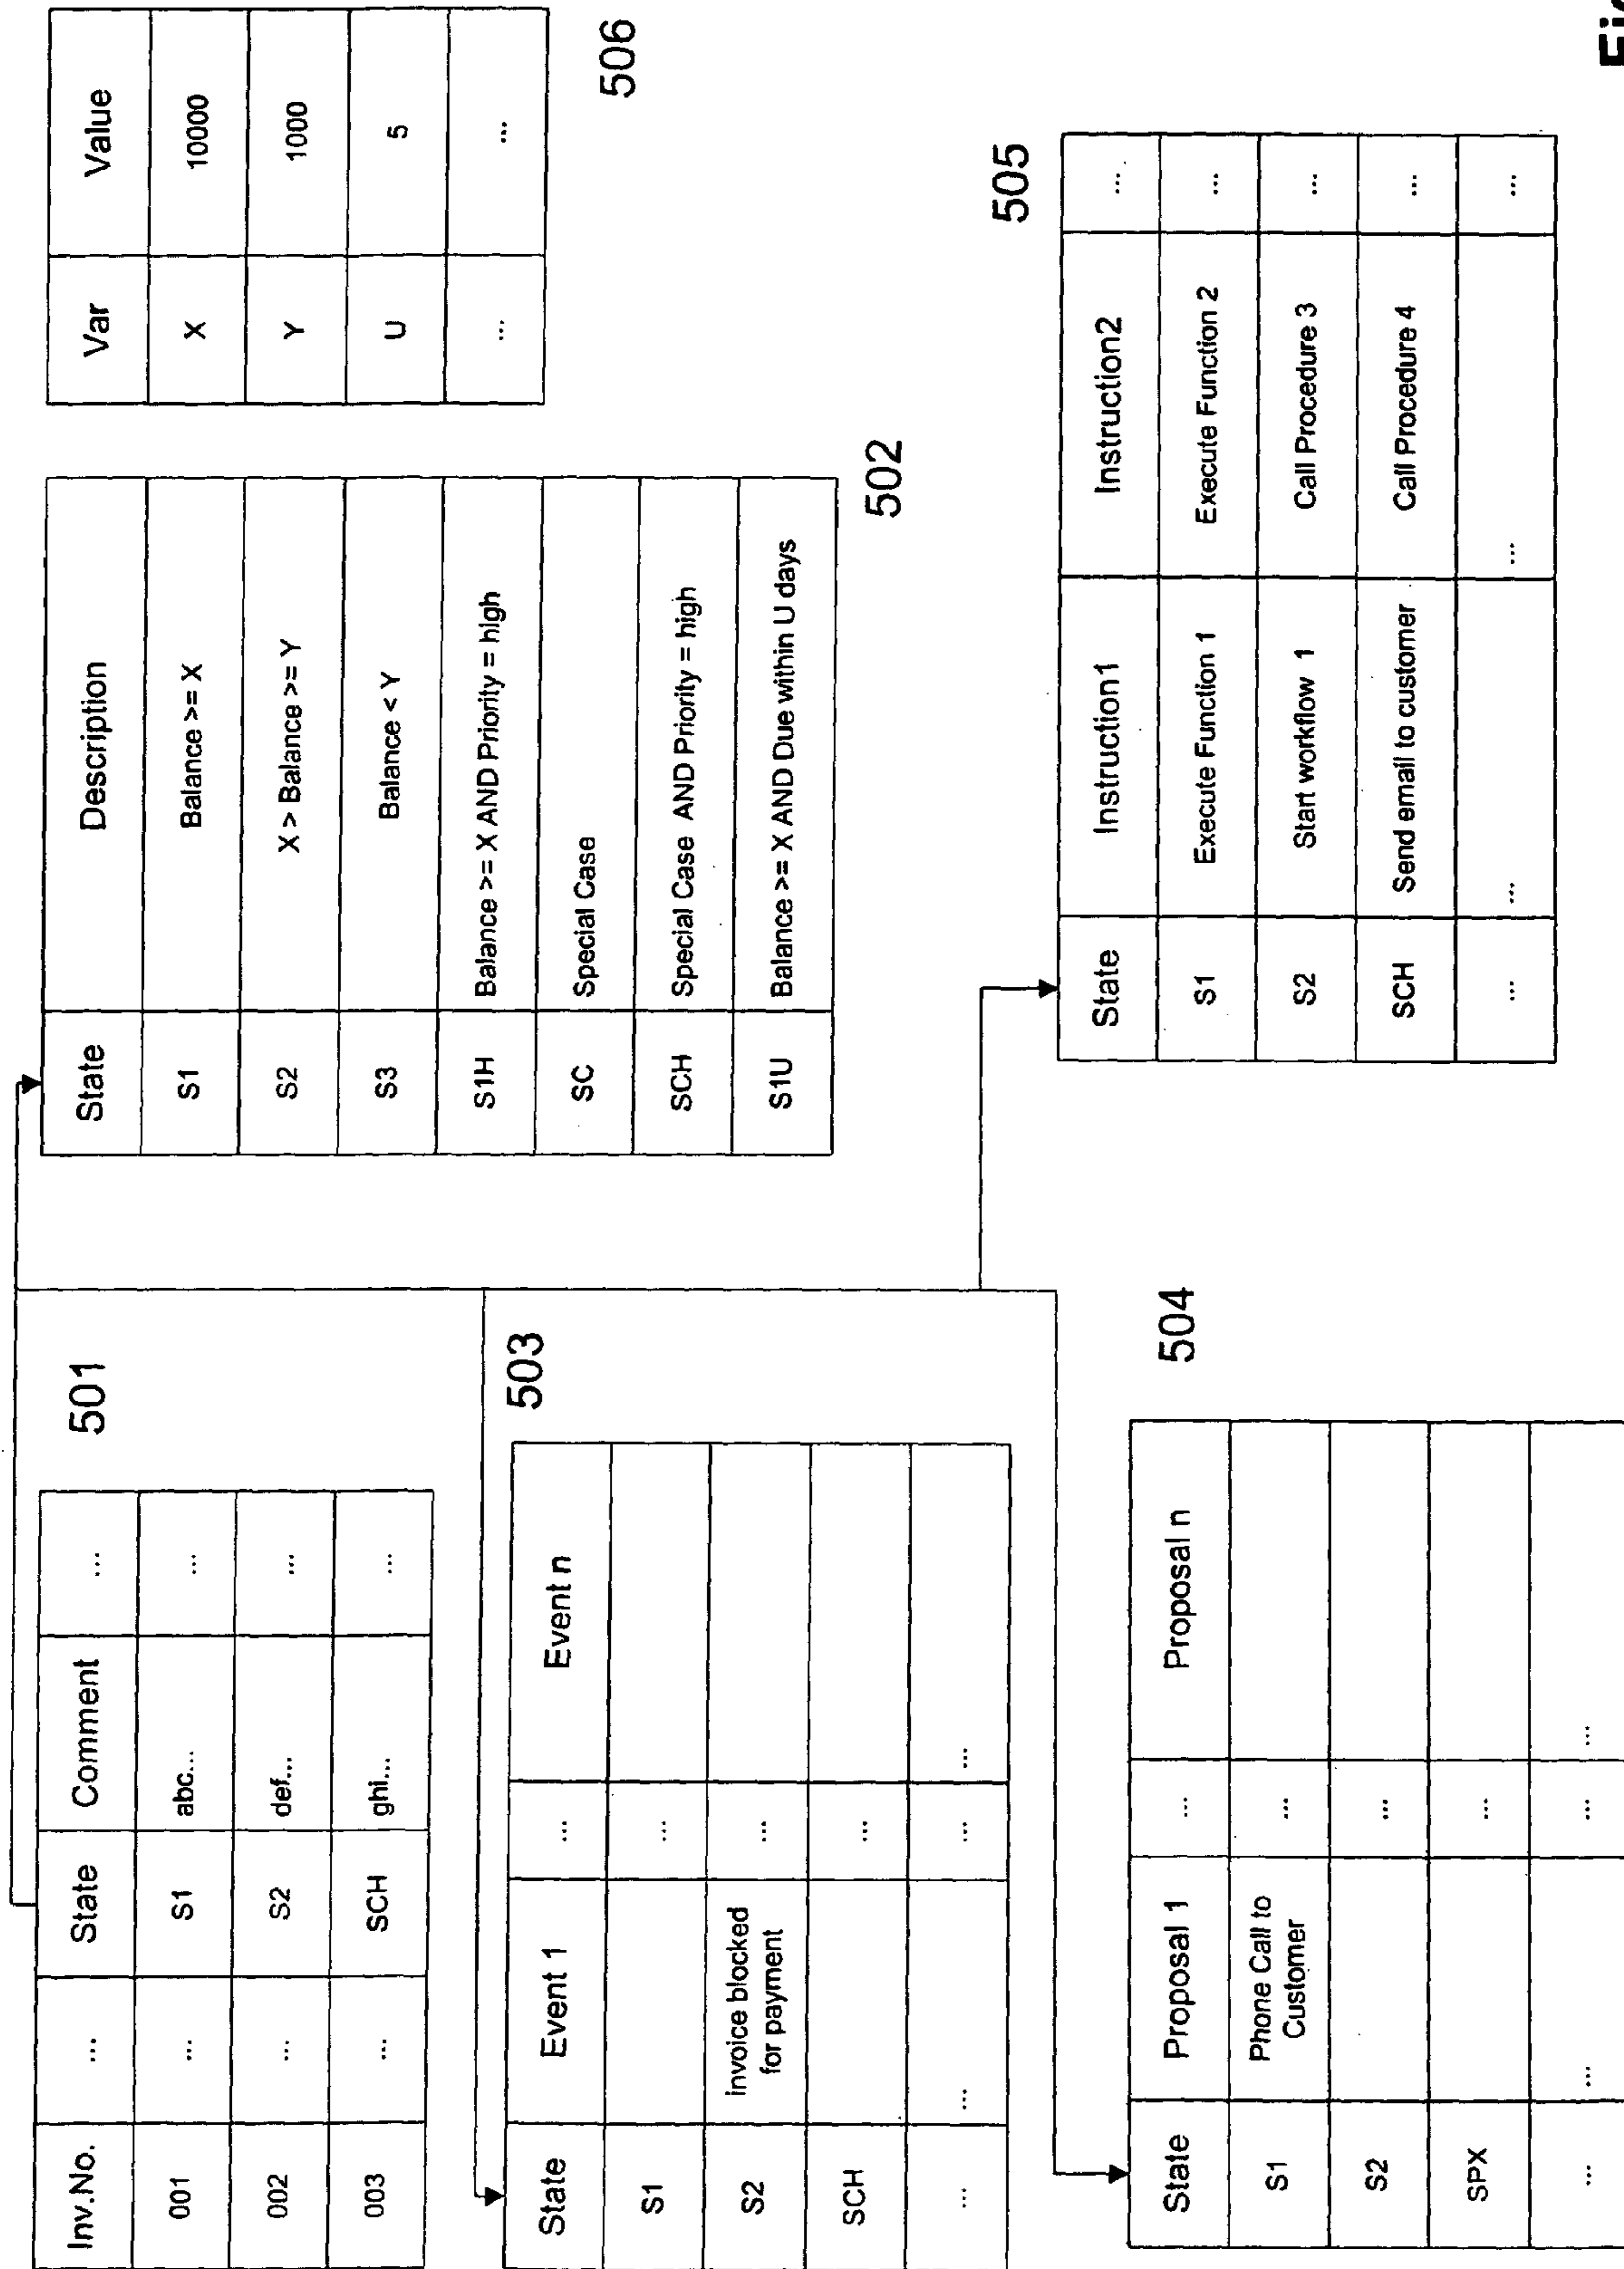 501
Inv.No. ... State Comment ...
001 ... S1 abc... ...
002 ... S2 def... ...
003 ... SCH ghi... ...
502
State Description
S1 Balance >= X
S2 X > Balance >= Y
S3 Balance < Y
S1H Balance >= X AND Priority = high
SC Special Case
SCH Special Case AND Priority = high
S1U Balance >= X AND Due within U days
506
Var Value
X 10000
Y 1000
U 5
... ...
503
State Event 1 ... Event n
S1 ...
S2 Invoice blocked
for payment ...
SCH ...
... ... ... ...
504
State Proposal 1 ... Proposal n
S1 Phone Call to
Customer ...
S2 ...
SPX ...
... ... ... ...
505
State Instruction1 Instruction2 ...
S1 Execute Function 1 Execute Function 2 ...
S2 Start workflow 1 Call Procedure 3 ...
SCH Send email to customer Call Procedure 4 ...
... ... ... ...